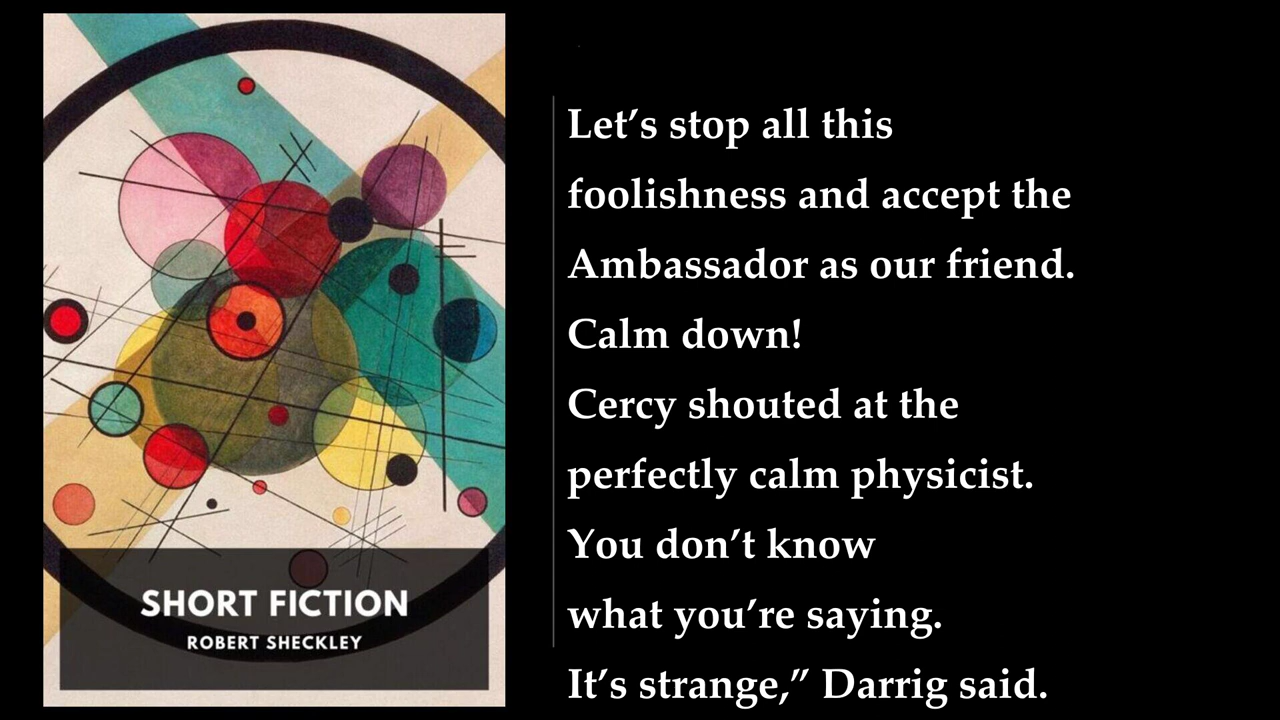 SHORT FICTION
ROBERT SHECKLEY
Let’s stop all this
foolishness and accept the
Ambassador as our friend.
Calm down!
Cercy shouted at the
perfectly calm physicist.
You don’t know
what you’re saying.
It’s strange,” Darrig said.